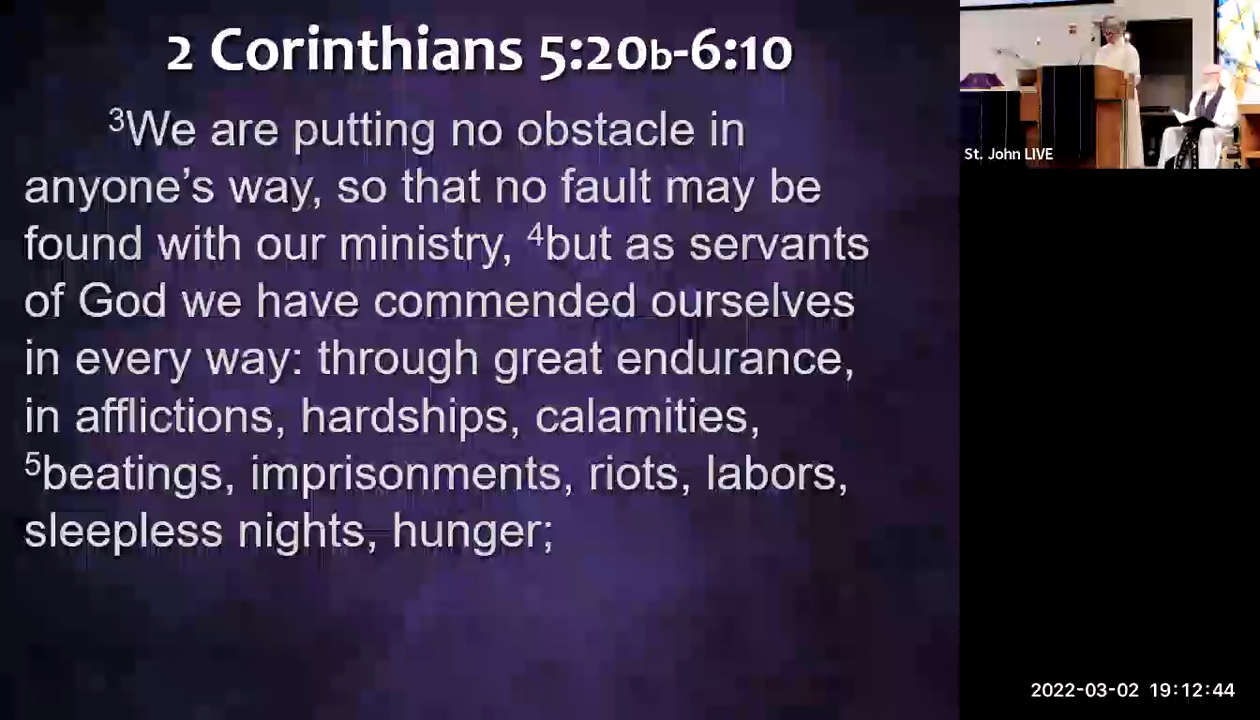 2 Corinthians 5:20b-6:10
³We are putting no obstacle in
anyone’s way, so that no fault may be
found with our ministry, ⁴but as servants
of God we have commended ourselves
in every way: through great endurance,
in afflictions, hardships, calamities,
⁵beatings, imprisonments, riots, labors,
sleepless nights, hunger;
St. John LIVE
2022-03-02 19:12:44